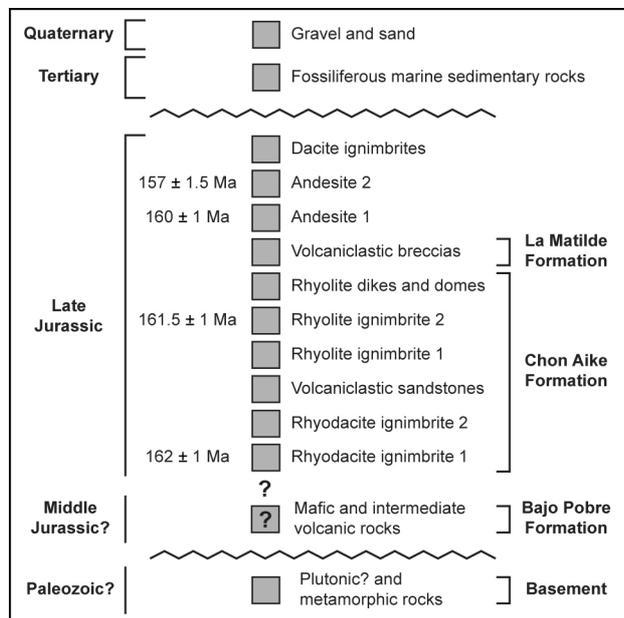 Quaternary
Gravel and sand
Tertiary
Fossiliferous marine sedimentary rocks
Dacite ignimbrites
157 ± 1.5 Ma
Andesite 2
160 ± 1 Ma
Andesite 1
Volcaniclastic breccias
La Matilde
Formation
Rhyolite dikes and domes
Late
Jurassic
161.5 ± 1 Ma
Rhyolite ignimbrite 2
Rhyolite ignimbrite 1
Chon Aike
Formation
Volcaniclastic sandstones
Rhyodacite ignimbrite 2
162 ± 1 Ma
Rhyodacite ignimbrite 1
?
Middle
Jurassic?
?
Mafic and intermediate
volcanic rocks
Bajo Pobre
Formation
Paleozoic?
Plutonic? and
metamorphic rocks
Basement